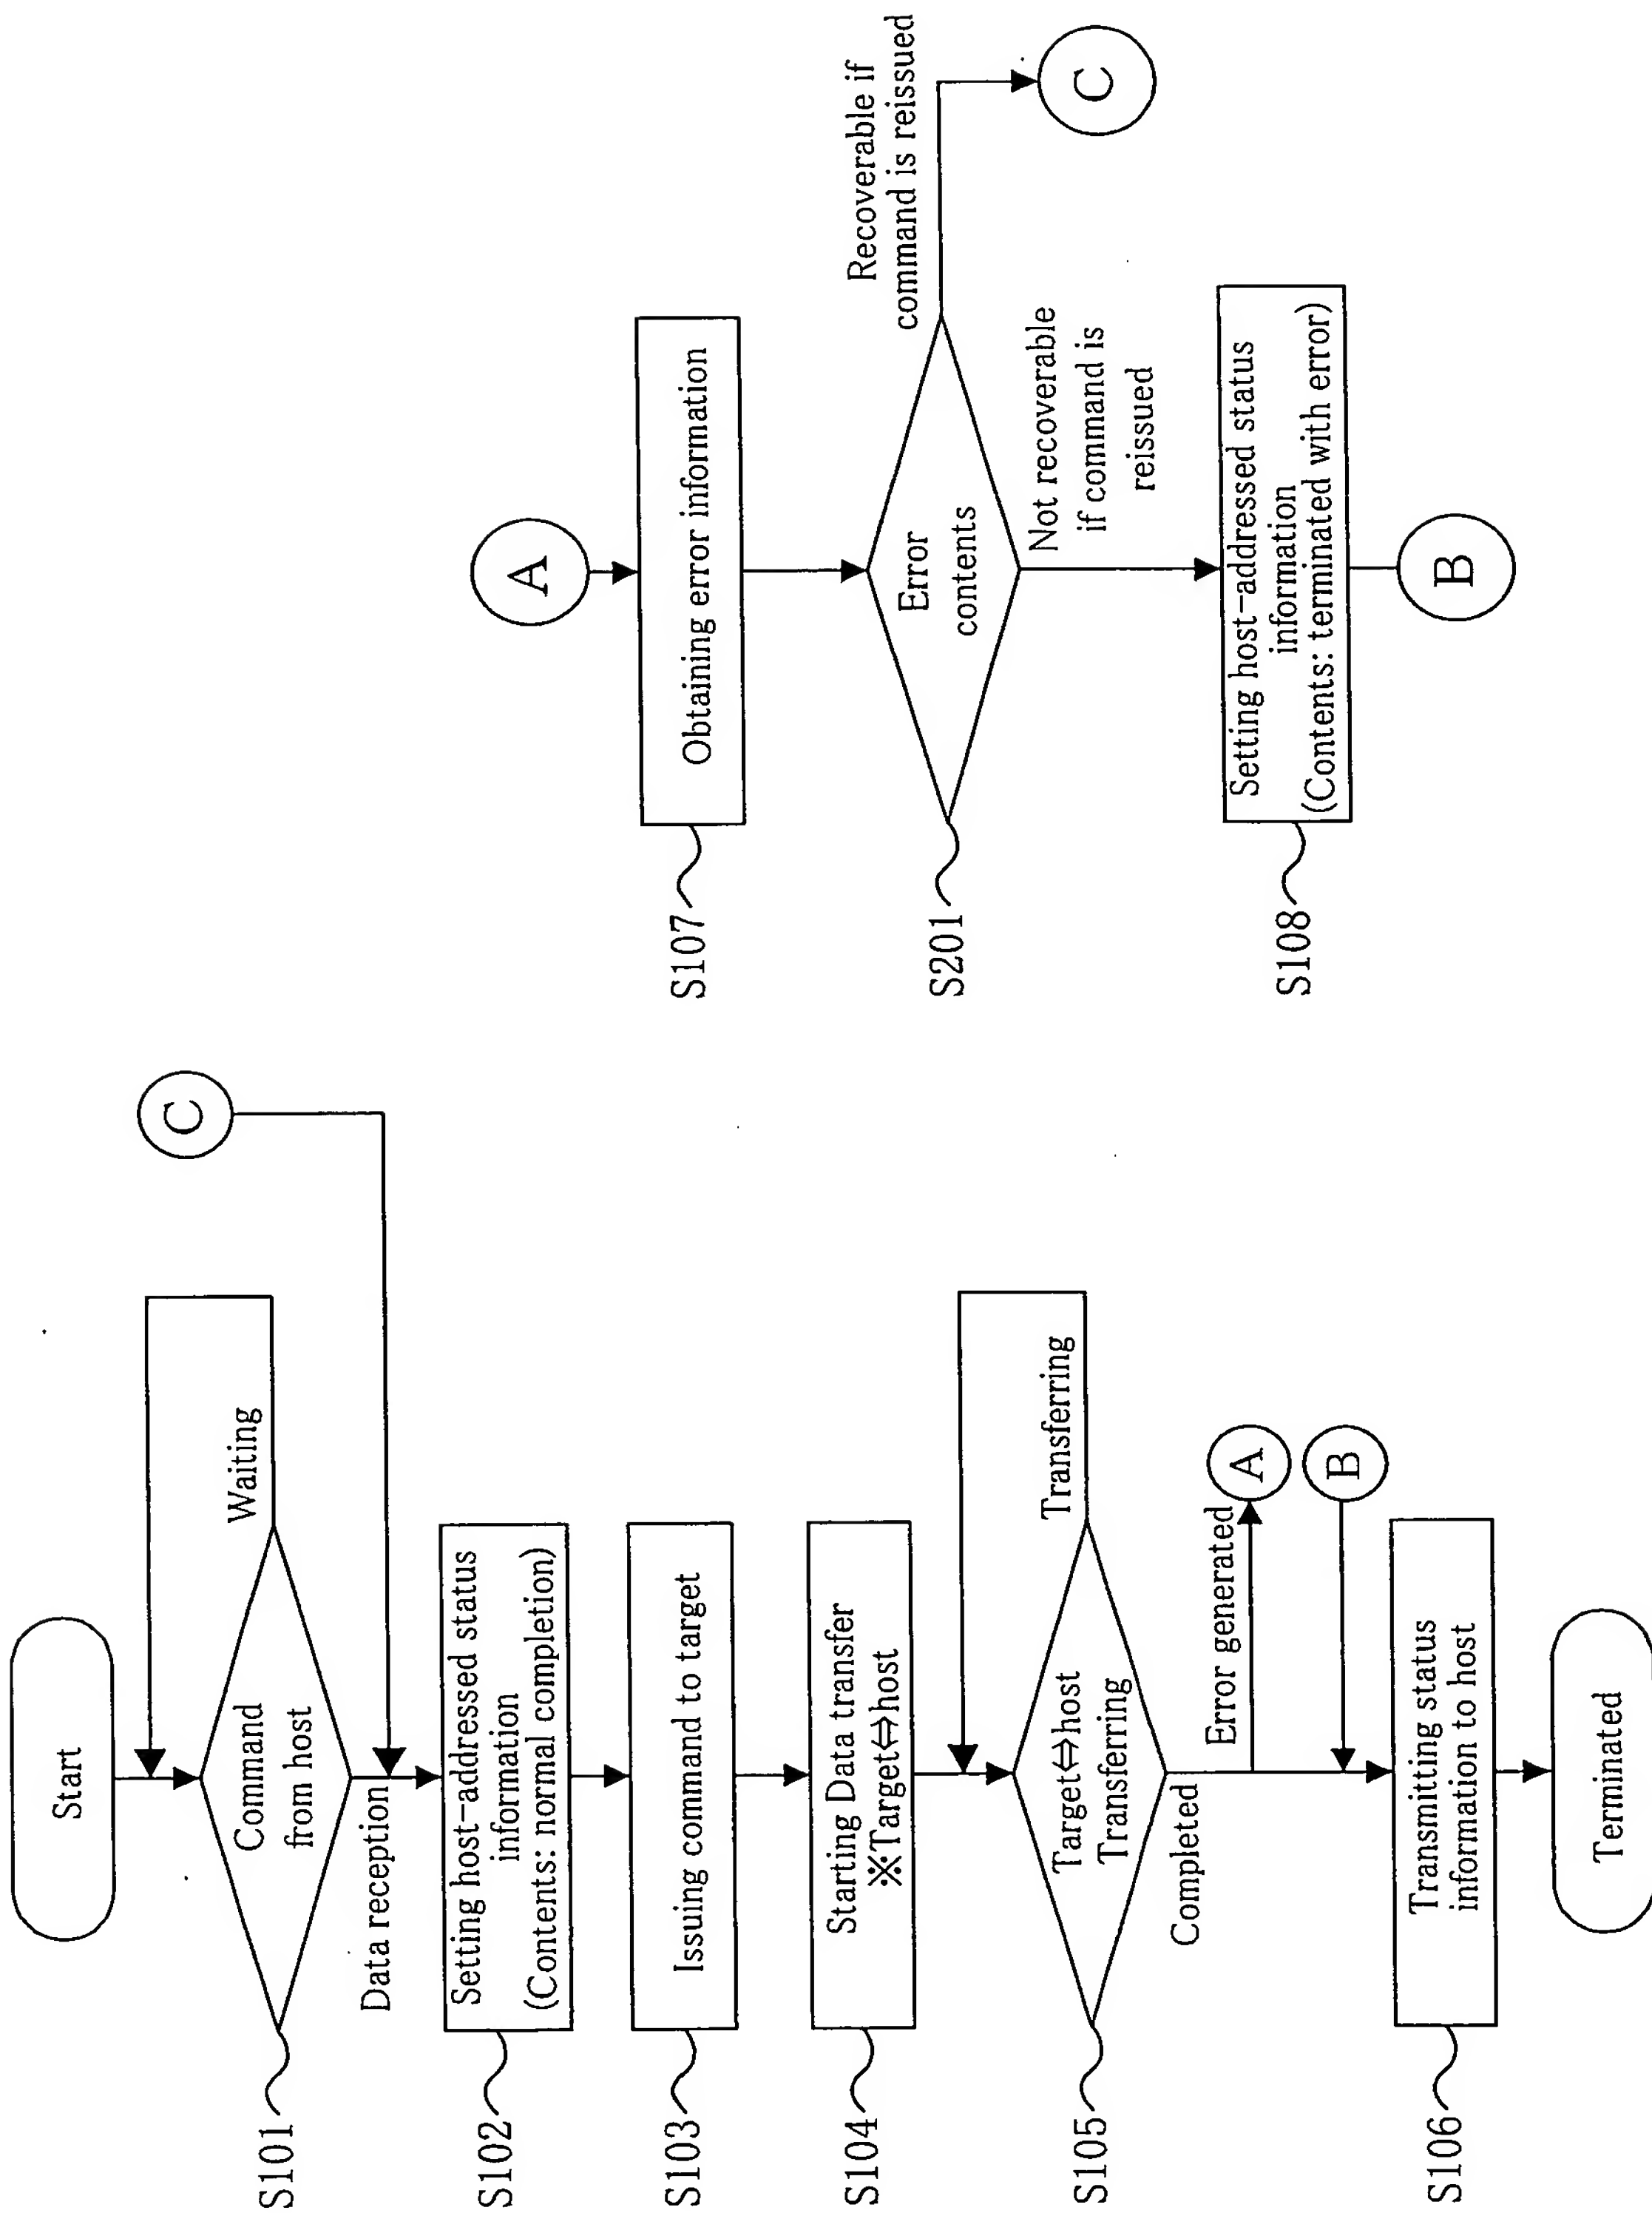 Start
Command
from host
Waiting
S101
C
Data reception
Setting host-addressed status
information
(Contents: normal completion)
S102
Issuing command to target
S103
Starting Data transfer
※Target⇔host
S104
Target⇔host
Transferring
Transferring
S105
Completed
Error generated
A
B
Transmitting status
information to host
S106
Terminated
A
Obtaining error information
S107
Error
contents
S201
Recoverable if
command is reissued
C
Not recoverable
if command is
reissued
Setting host-addressed status
information
(Contents: terminated with error)
S108
B